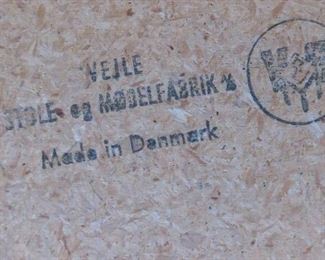 VEJLE
STOLE- og MØBELFABRIK %
Made in Denmark